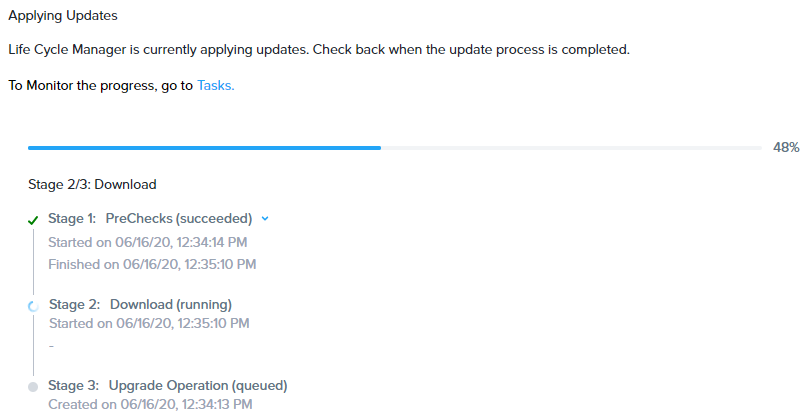 Applying Updates
Life Cycle Manager is currently applying updates. Check back when the update process is completed.
To Monitor the progress, go to Tasks.
48%
Stage 2/3: Download
Stage 1: PreChecks (succeeded)
Started on 06/16/20, 12:34:14 PM
Finished on 06/16/20, 12:35:10 PM
Stage 2: Download (running)
Started on 06/16/20, 12:35:10 PM
-
Stage 3: Upgrade Operation (queued)
Created on 06/16/20, 12:34:13 PM